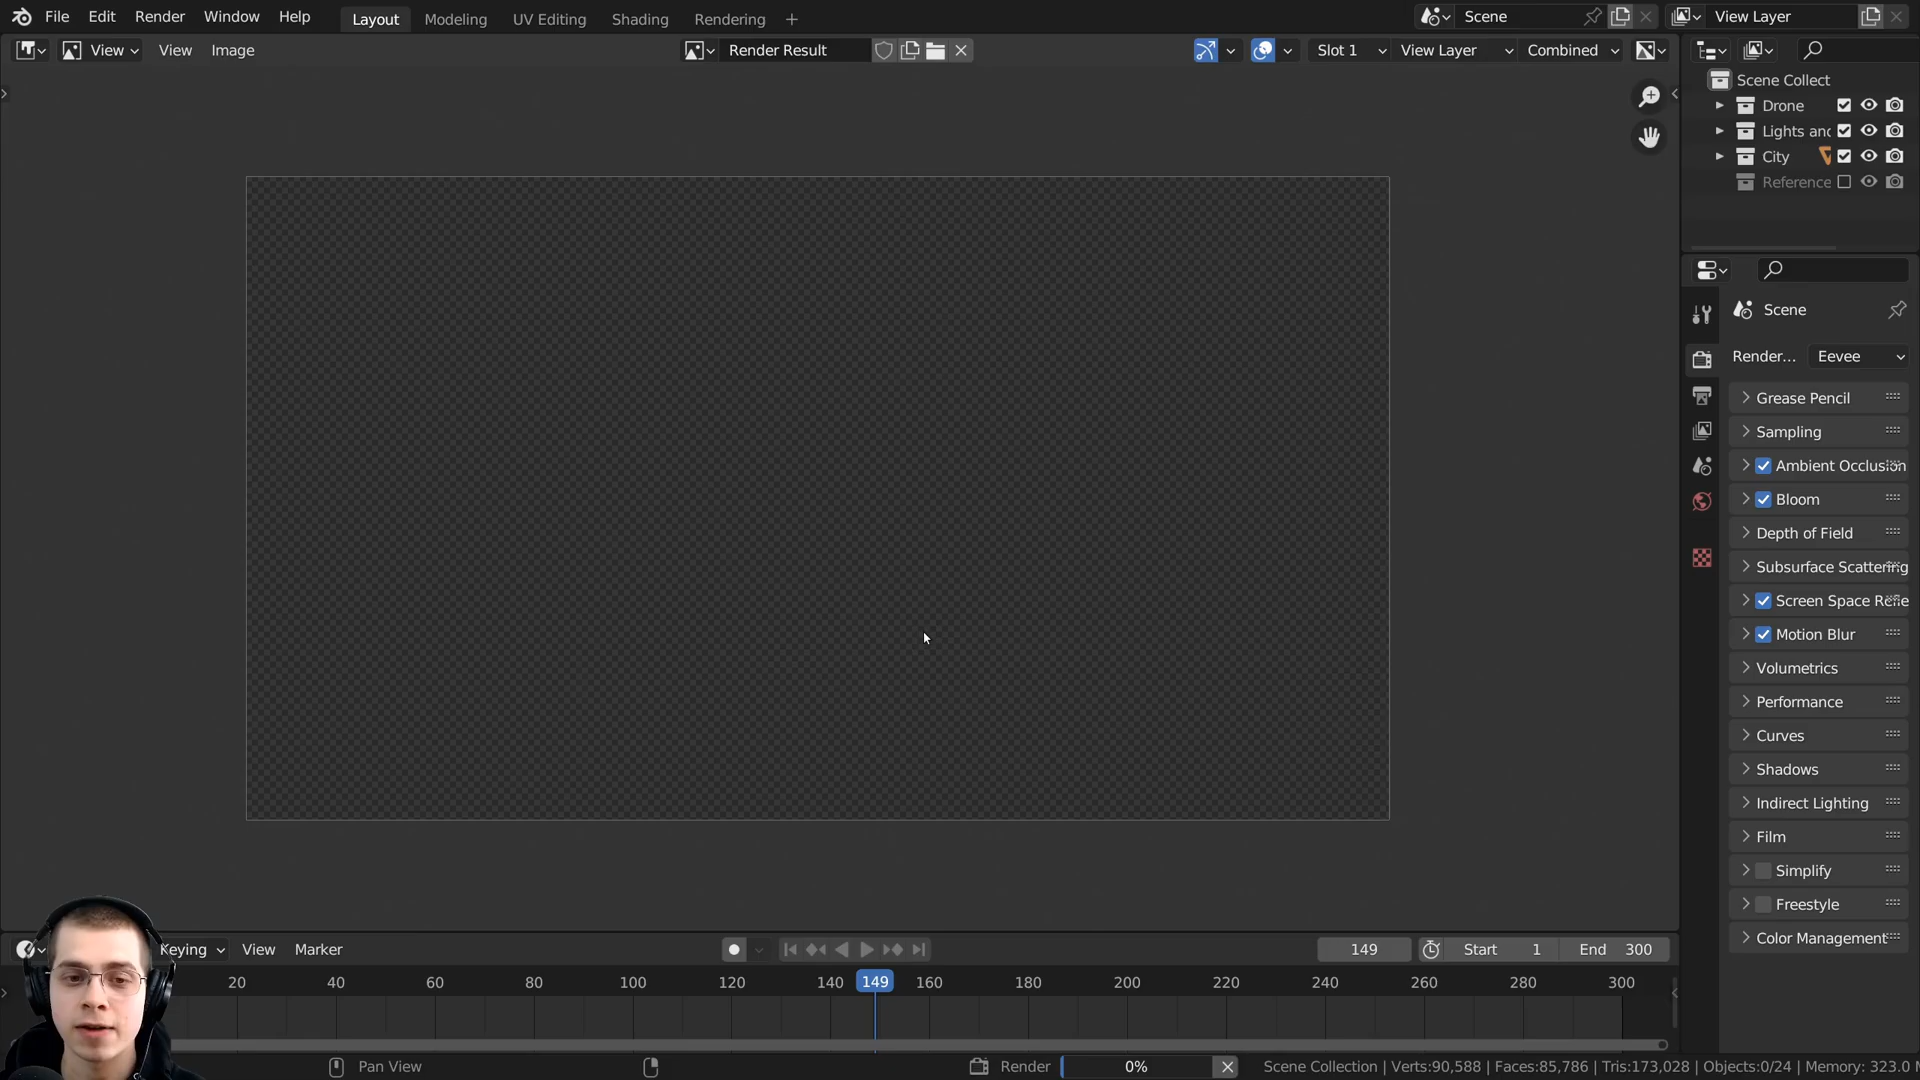 File Edit Render Window Help Layout Modeling UV Editing Shading Rendering + Scene View Layer
View View Image Render Result Slot 1 View Layer Combined
Scene Collect
Drone
Lights and
City
Reference
Scene
Render... Eevee
Grease Pencil
Sampling
Ambient Occlusion
Bloom
Depth of Field
Subsurface Scattering
Screen Space Refle
Motion Blur
Volumetrics
Performance
Curves
Shadows
Indirect Lighting
Film
Simplify
Freestyle
Color Management
Keying View Marker 149 Start 1 End 300
20 40 60 80 100 120 140 149 160 180 200 220 240 260 280 300
Pan View Render 0% Scene Collection | Verts:90,588 | Faces:85,786 | Tris:173,028 | Objects:0/24 | Memory: 323.0